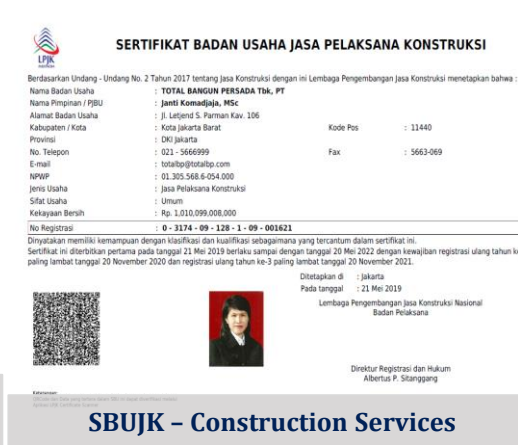 LPJK
SERTIFIKAT BADAN USAHA JASA PELAKSANA KONSTRUKSI
Berdasarkan Undang - Undang No. 2 Tahun 2017 tentang Jasa Konstruksi dengan ini Lembaga Pengembangan Jasa Konstruksi menetapkan bahwa :
Nama Badan Usaha : TOTAL BANGUN PERSADA Tbk, PT
Nama Pimpinan / PJBU : Janti Komadjaja, MSc
Alamat Badan Usaha : Jl. Letjend S. Parman Kav. 106
Kabupaten / Kota : Kota Jakarta Barat Kode Pos : 11440
Provinsi : DKI Jakarta
No. Telepon : 021 - 5666999 Fax : 5663-069
E-mail : totalbp@totalbp.com
NPWP : 01.305.568.6-054.000
Jenis Usaha : Jasa Pelaksana Konstruksi
Sifat Usaha : Umum
Kekayaan Bersih : Rp. 1,010,099,008,000
No Registrasi : 0 - 3174 - 09 - 128 - 1 - 09 - 001621
Dinyatakan memiliki kemampuan dengan klasifikasi dan kualifikasi sebagaimana yang tercantum dalam sertifikat ini.
Sertifikat ini diterbitkan pertama pada tanggal 21 Mei 2019 berlaku sampai dengan tanggal 20 Mei 2022 dengan kewajiban registrasi ulang tahun
paling lambat tanggal 20 November 2020 dan registrasi ulang tahun ke-3 paling lambat tanggal 20 November 2021.
Ditetapkan di : Jakarta
Pada tanggal : 21 Mei 2019
Lembaga Pengembangan Jasa Konstruksi Nasional
Badan Pelaksana
Direktur Registrasi dan Hukum
Albertus P. Sitanggang
SBUJK – Construction Services